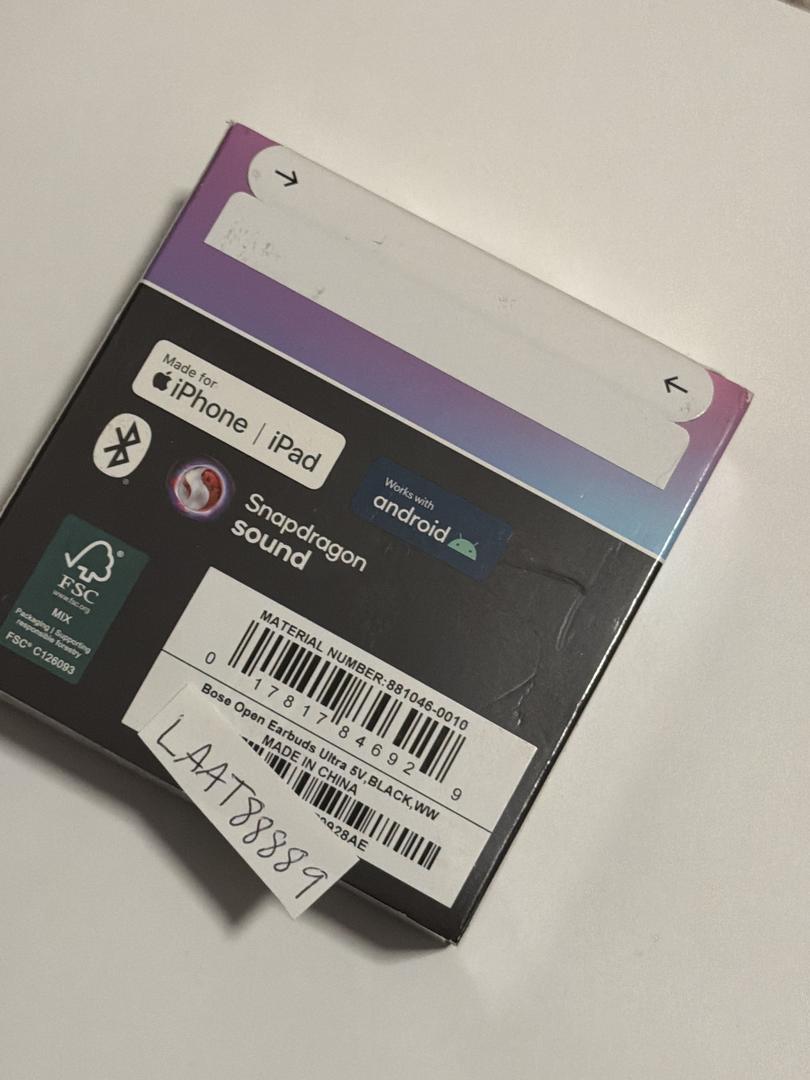 →
←
Made for
iPhone | iPad
Works with
android
Snapdragon
sound
FSC®
www.fsc.org
MIX
Packaging | Supporting
responsible forestry
FSC® C126093
MATERIAL NUMBER:881046-0010
0 17817 84692 9
Bose Open Earbuds Ultra 5V,BLACK,WW
MADE IN CHINA
0928AE
LAAT88889